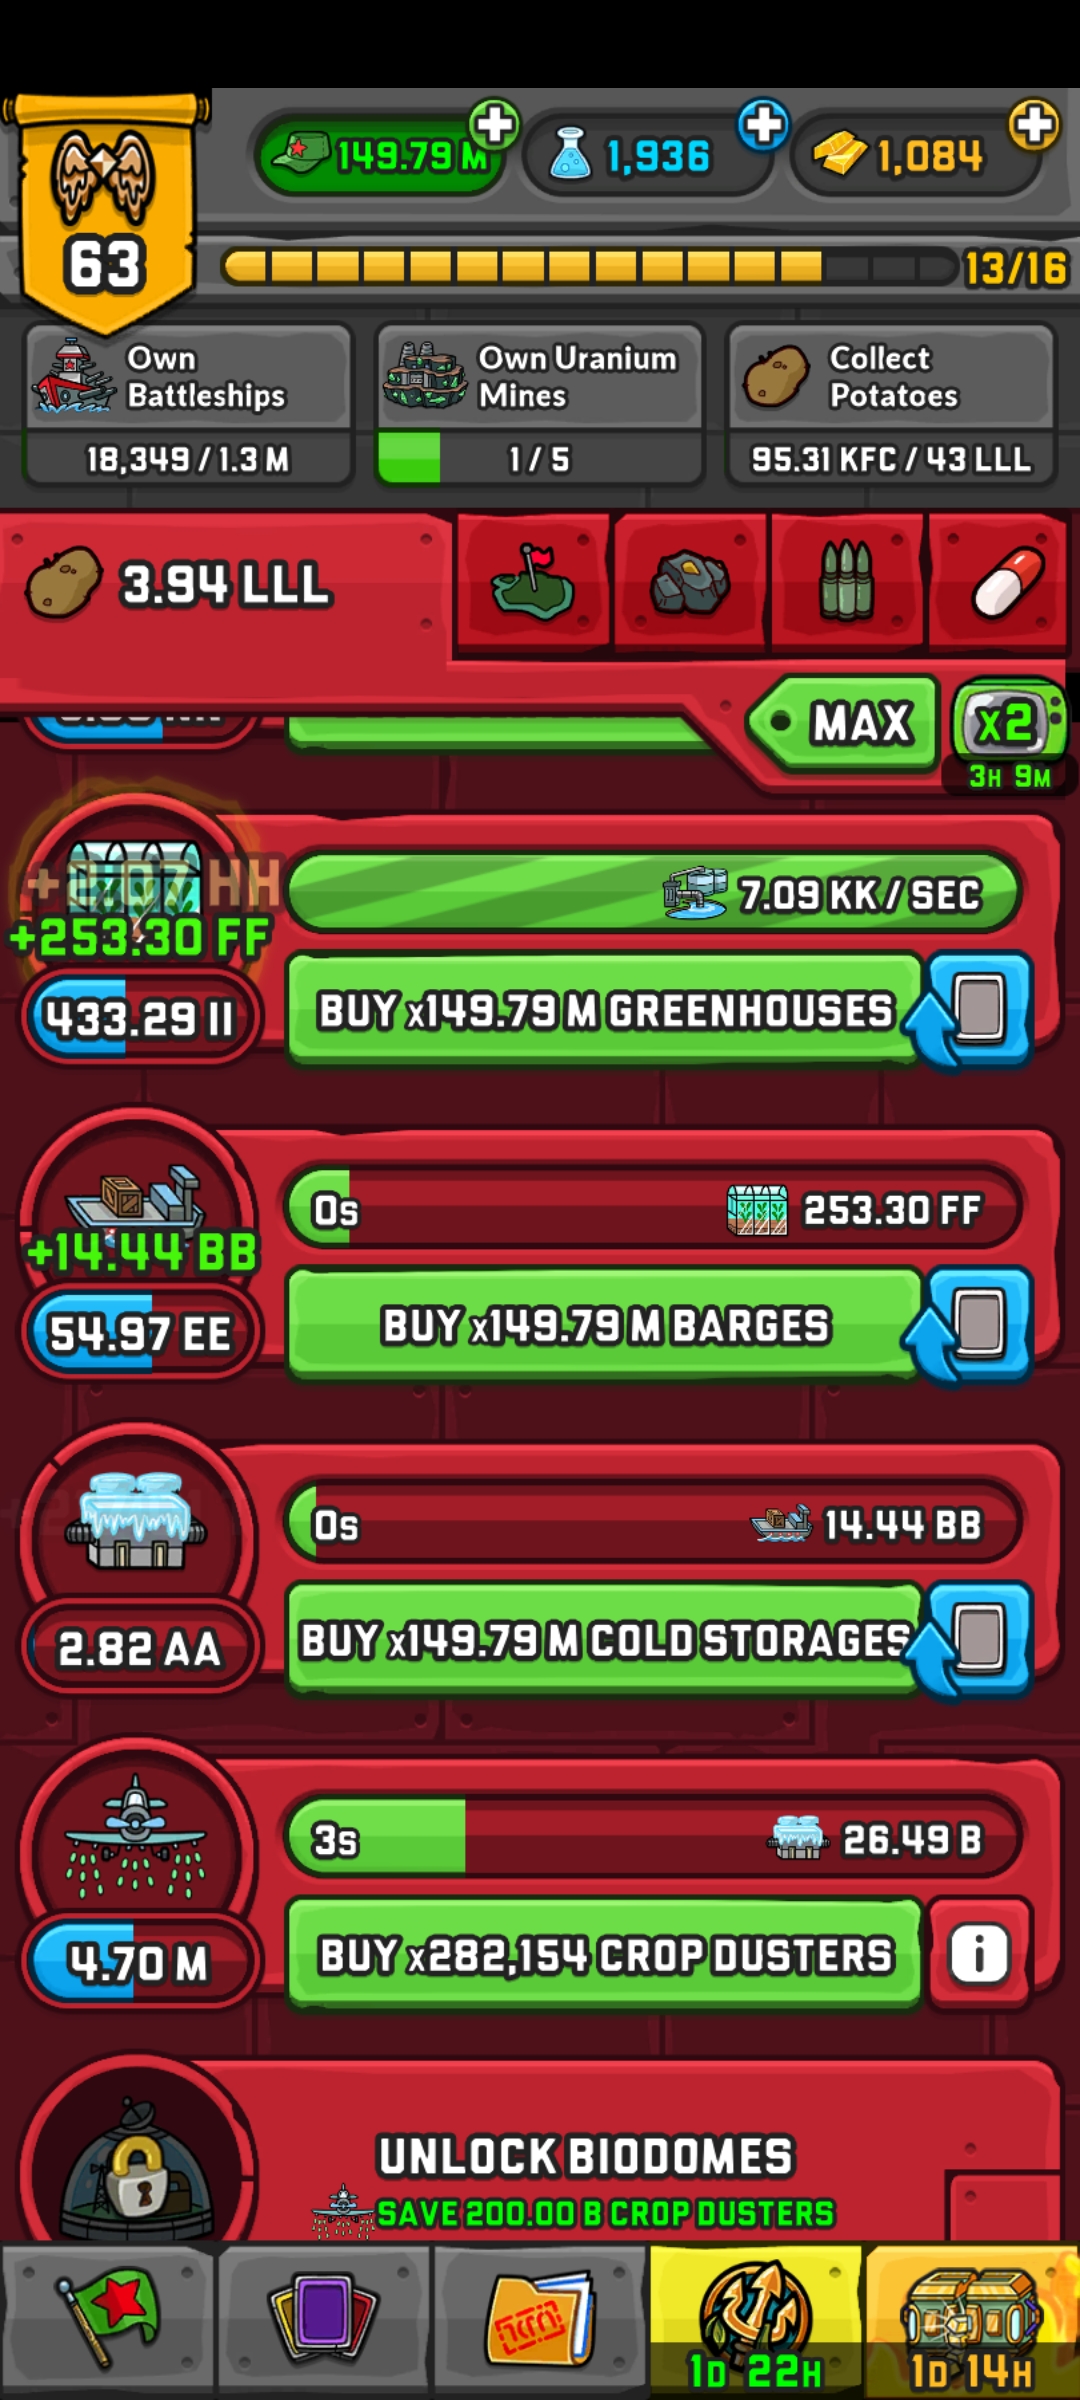 149.79 M
1,936
1,084
63
13/16
Own
Battleships
18,349 / 1.3 M
Own Uranium
Mines
1 / 5
Collect
Potatoes
95.31 KFC / 43 LLL
3.94 LLL
MAX
X2
3H 9M
+2.07 HH
+253.30 FF
433.29 II
7.09 KK / SEC
BUY x149.79 M GREENHOUSES
+14.44 BB
54.97 EE
0s
253.30 FF
BUY x149.79 M BARGES
2.82 AA
0s
14.44 BB
BUY x149.79 M COLD STORAGES
4.70 M
3s
26.49 B
BUY x282,154 CROP DUSTERS
i
UNLOCK BIODOMES
SAVE 200.00 B CROP DUSTERS
1D 22H
1D 14H